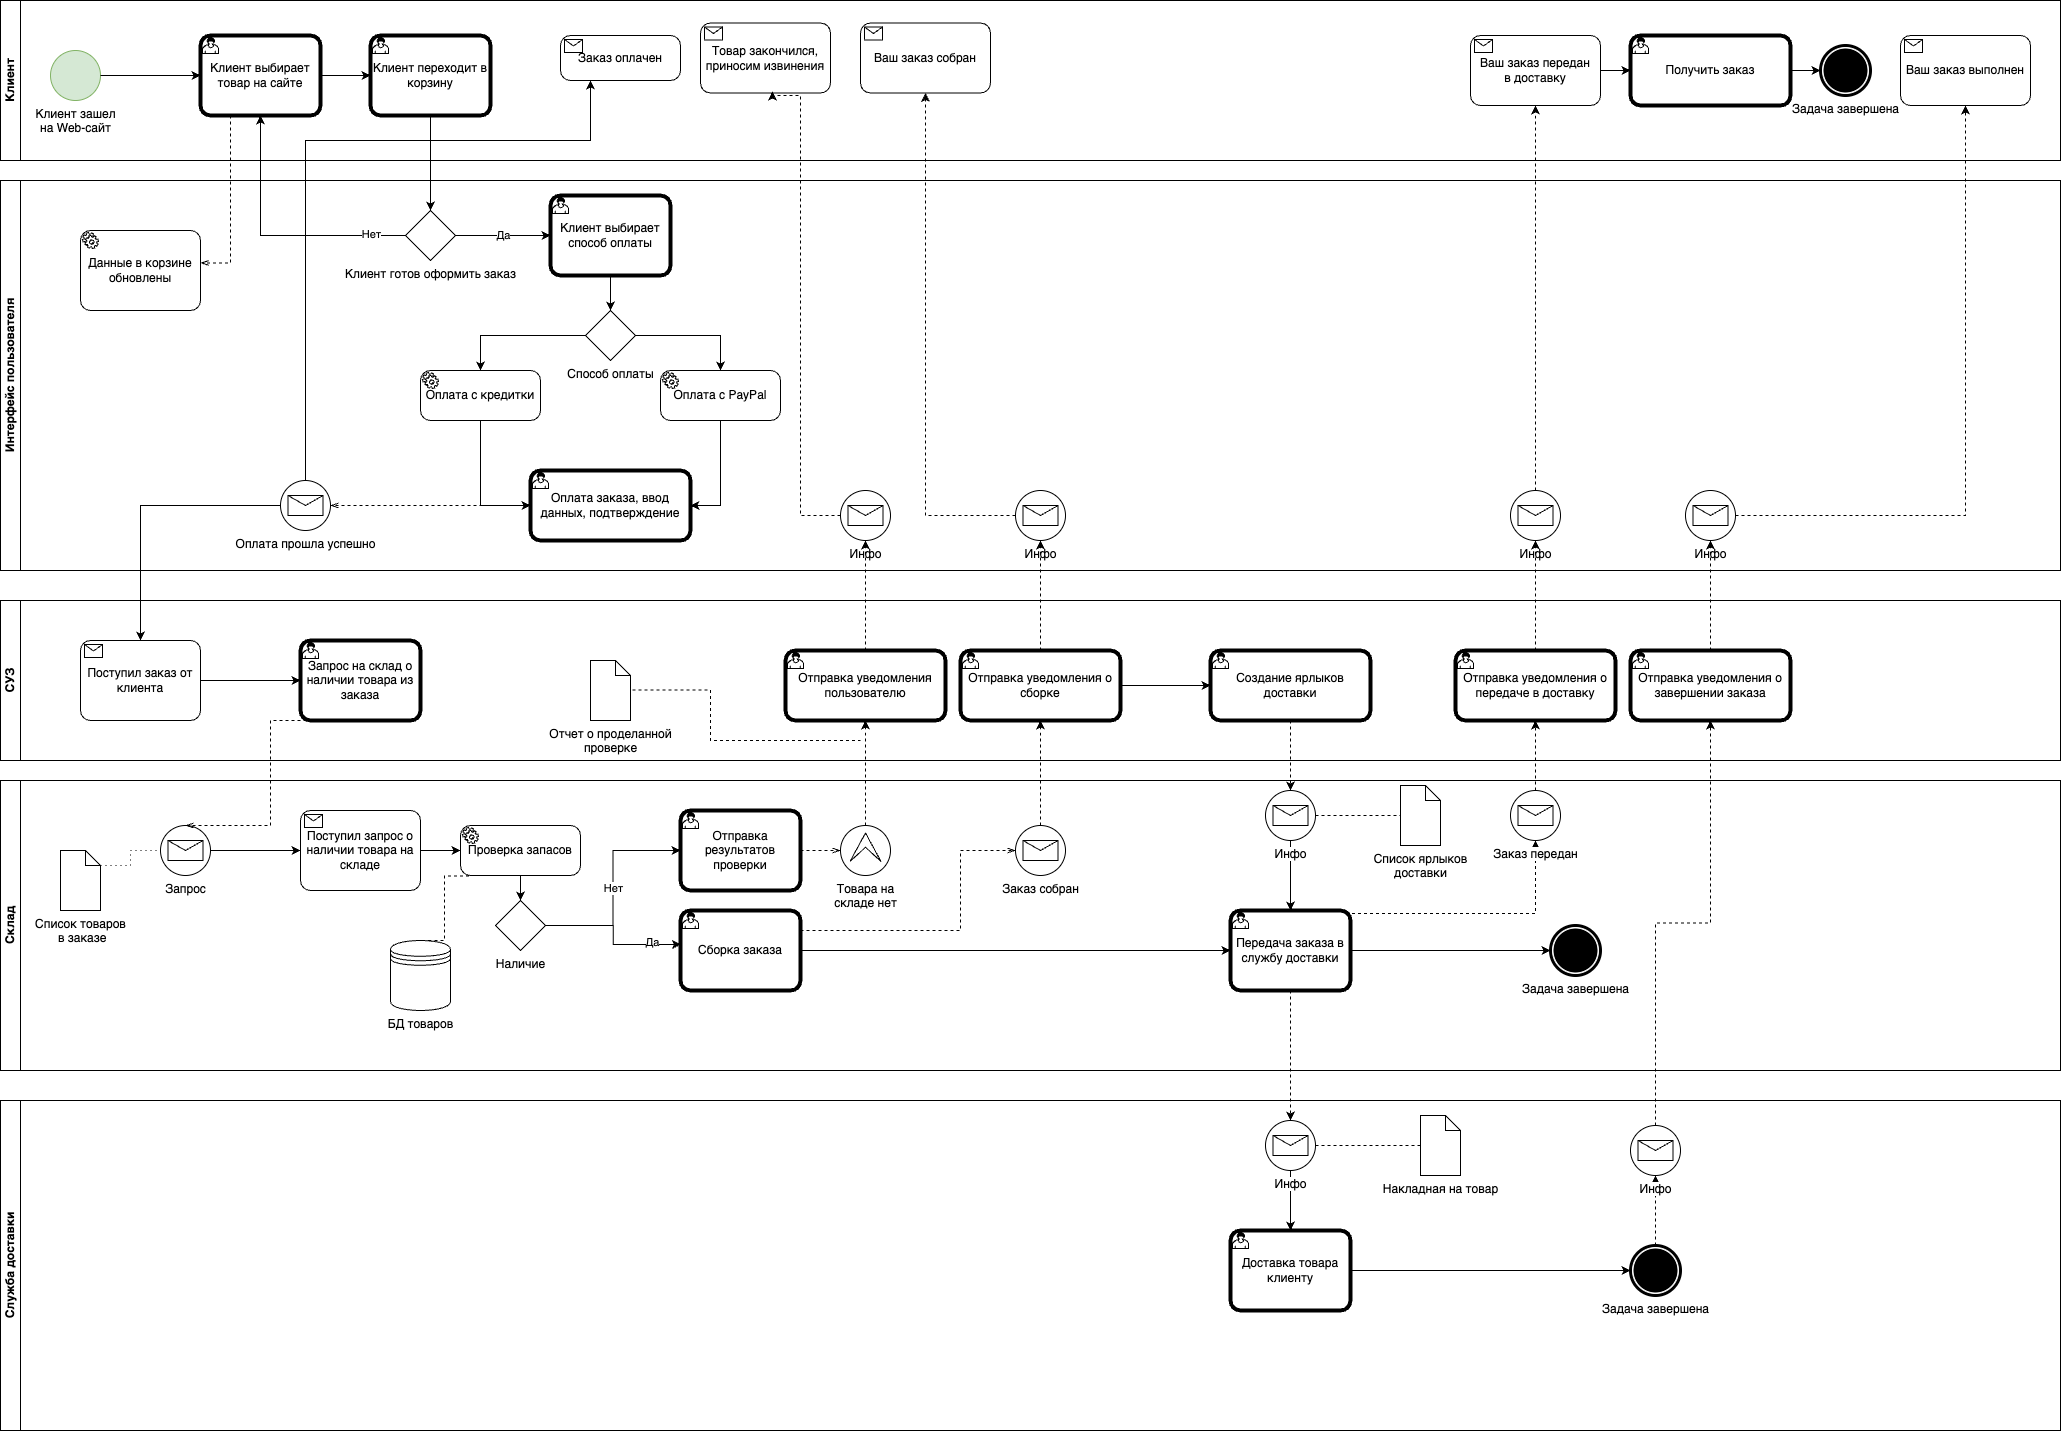 Клиент
Клиент зашел
на Web-сайт
Клиент выбирает
товар на сайте
Клиент переходит в
корзину
Заказ оплачен
Товар закончился,
приносим извинения
Ваш заказ собран
Ваш заказ передан
в доставку
Получить заказ
Задача завершена
Ваш заказ выполнен
Интерфейс пользователя
Данные в корзине
обновлены
Нет
Да
Клиент готов оформить заказ
Клиент выбирает
способ оплаты
Способ оплаты
Оплата с кредитки
Оплата с PayPal
Оплата заказа, ввод
данных, подтверждение
Оплата прошла успешно
Инфо
Инфо
Инфо
Инфо
СУЗ
Поступил заказ от
клиента
Запрос на склад о
наличии товара из
заказа
Отчет о проделанной
проверке
Отправка уведомления
пользователю
Отправка уведомления о
сборке
Создание ярлыков
доставки
Отправка уведомления о
передаче в доставку
Отправка уведомления о
завершении заказа
Склад
Список товаров
в заказе
Запрос
Поступил запрос о
наличии товара на
складе
Проверка запасов
БД товаров
Наличие
Нет
Да
Отправка
результатов
проверки
Сборка заказа
Товара на
складе нет
Заказ собран
Инфо
Список ярлыков
доставки
Заказ передан
Передача заказа в
службу доставки
Задача завершена
Служба доставки
Инфо
Накладная на товар
Инфо
Доставка товара
клиенту
Задача завершена